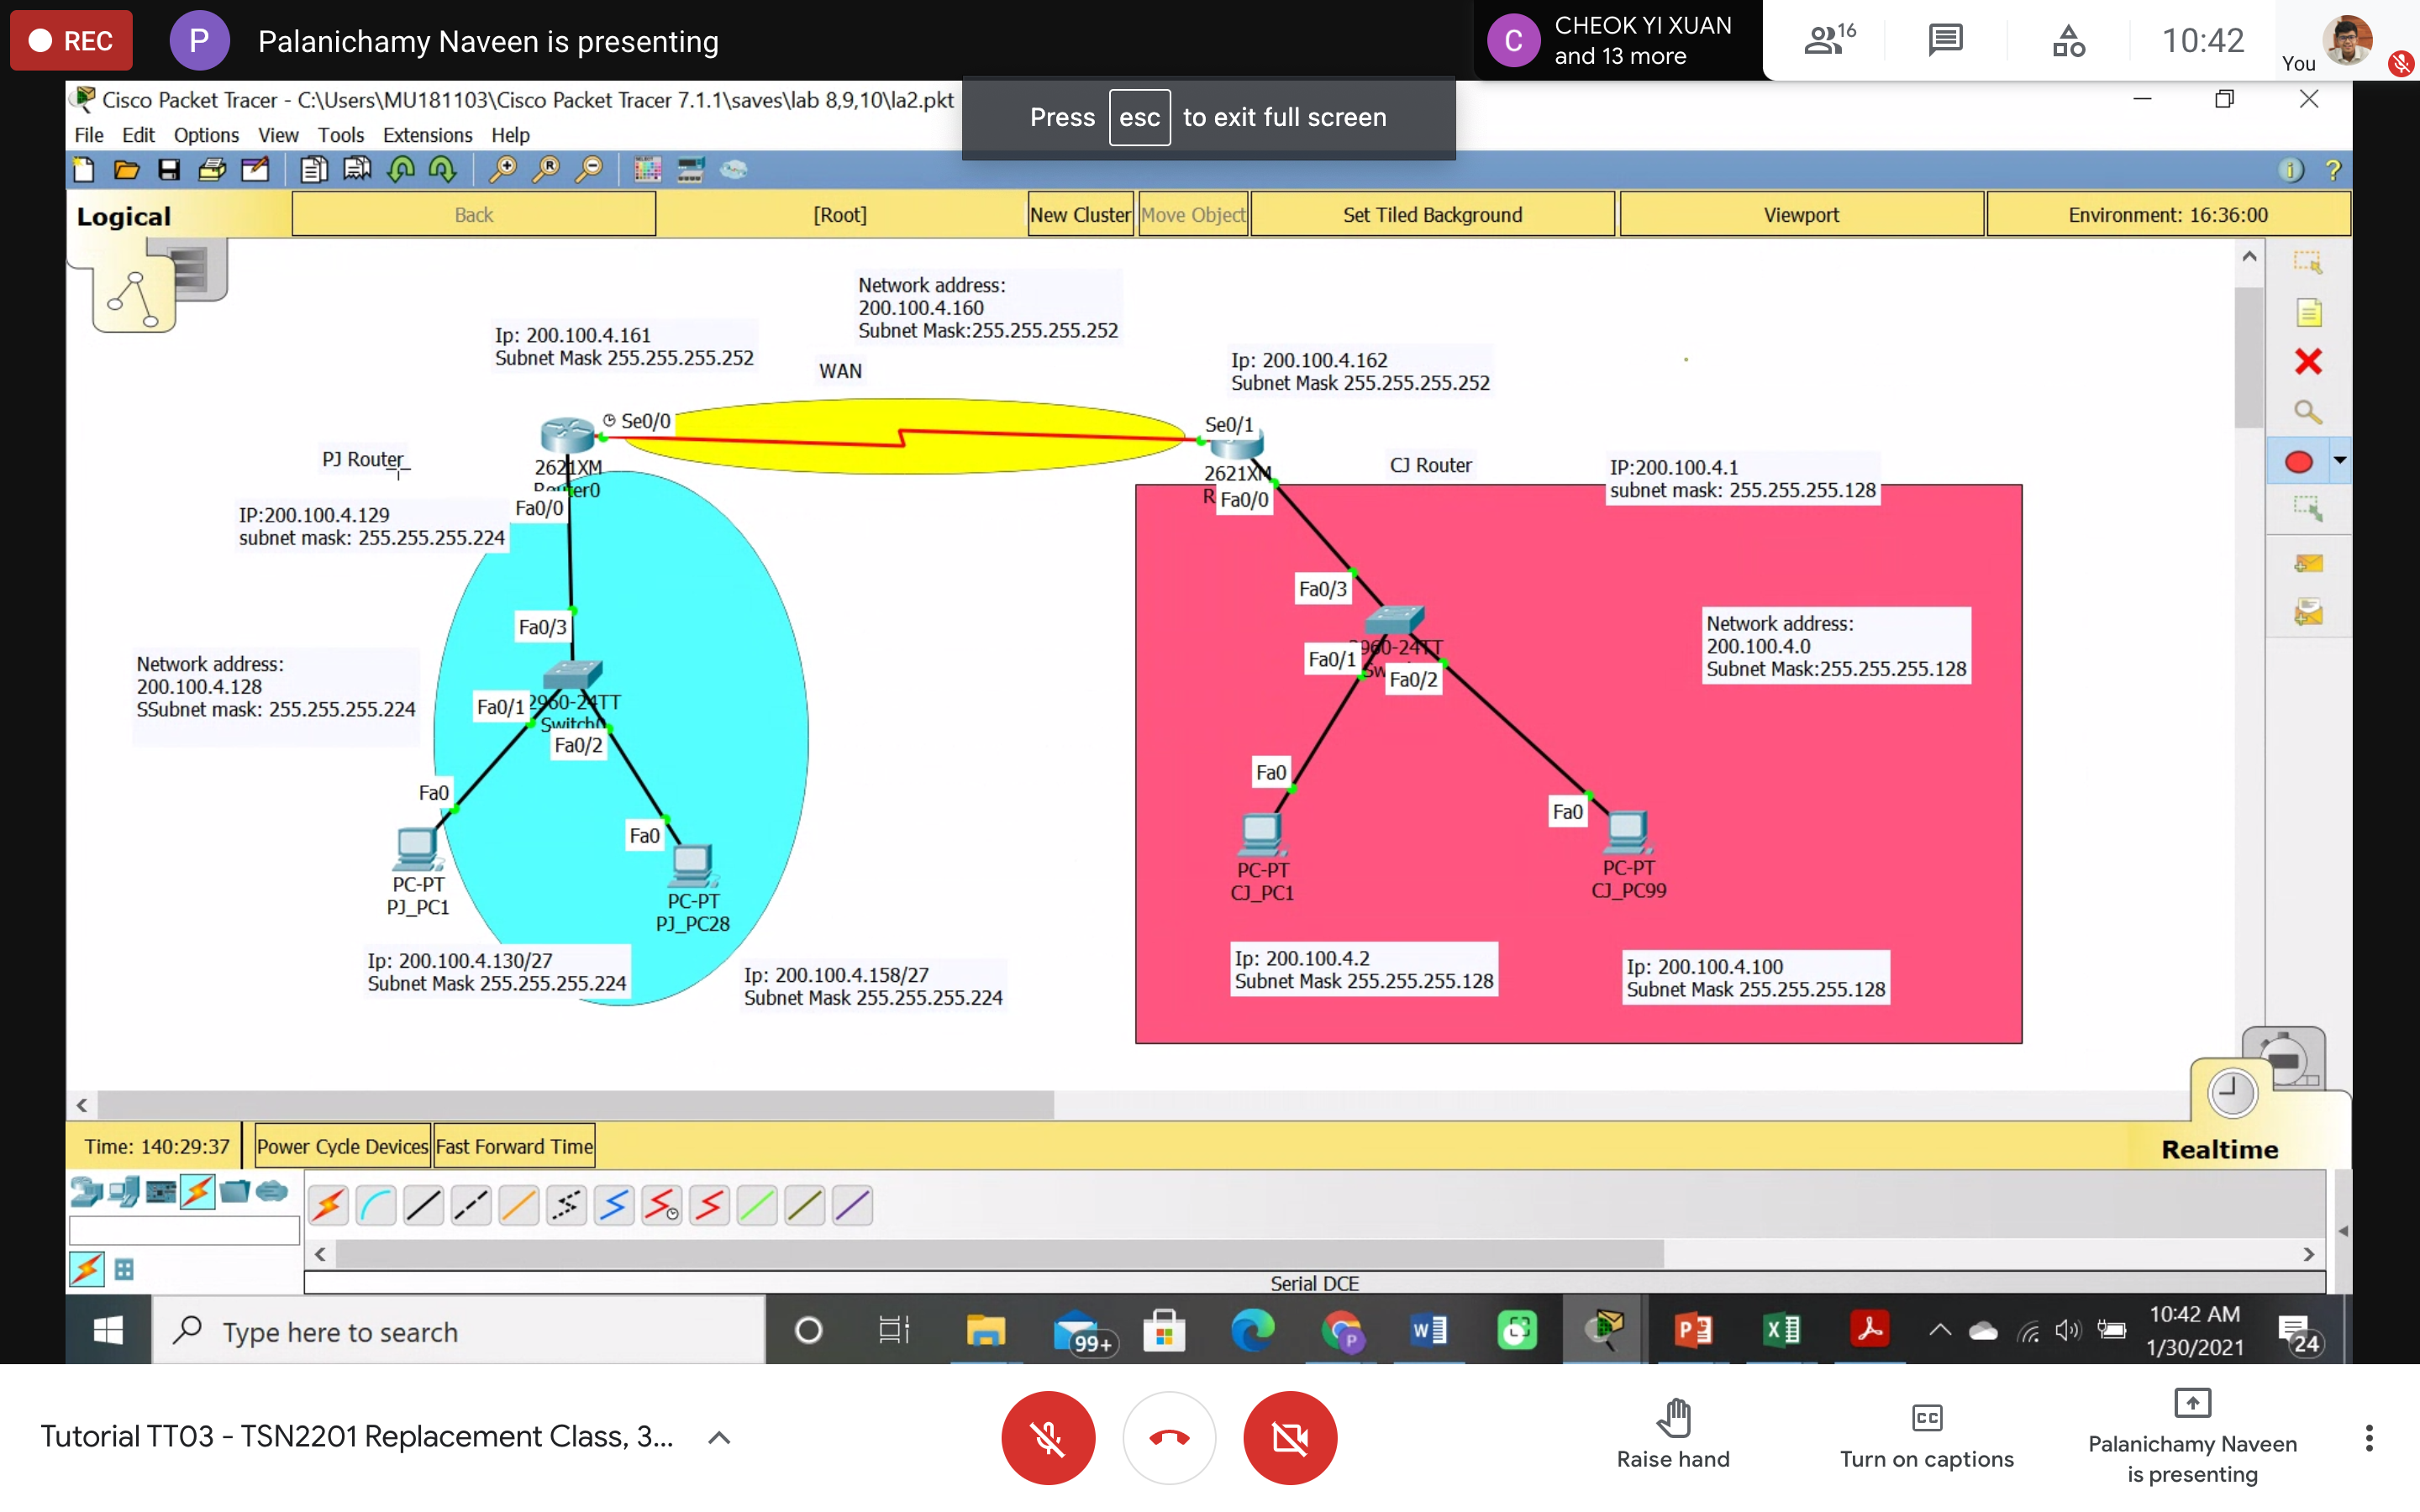 REC
P
Palanichamy Naveen is presenting
C
CHEOK YI XUAN
and 13 more
16
10:42
You
Cisco Packet Tracer - C:\Users\MU181103\Cisco Packet Tracer 7.1.1\saves\lab 8,9,10\la2.pkt
Press esc to exit full screen
File Edit Options View Tools Extensions Help
Logical
Back
[Root]
New Cluster
Move Object
Set Tiled Background
Viewport
Environment: 16:36:00
Network address:
200.100.4.160
Subnet Mask:255.255.255.252
Ip: 200.100.4.161
Subnet Mask 255.255.255.252
WAN
Ip: 200.100.4.162
Subnet Mask 255.255.255.252
Se0/0
Se0/1
PJ Router
2621XM
Router0
Fa0/0
CJ Router
2621XM
R
Fa0/0
IP:200.100.4.1
subnet mask: 255.255.255.128
IP:200.100.4.129
subnet mask: 255.255.255.224
Fa0/3
Fa0/3
Network address:
200.100.4.128
SSubnet mask: 255.255.255.224
Network address:
200.100.4.0
Subnet Mask:255.255.255.128
Fa0/1
2960-24TT
Switch0
Fa0/2
Fa0/1
2960-24TT
Sw
Fa0/2
Fa0
Fa0
Fa0
Fa0
PC-PT
PJ_PC1
PC-PT
PJ_PC28
PC-PT
CJ_PC1
PC-PT
CJ_PC99
Ip: 200.100.4.130/27
Subnet Mask 255.255.255.224
Ip: 200.100.4.158/27
Subnet Mask 255.255.255.224
Ip: 200.100.4.2
Subnet Mask 255.255.255.128
Ip: 200.100.4.100
Subnet Mask 255.255.255.128
Time: 140:29:37
Power Cycle Devices
Fast Forward Time
Realtime
Serial DCE
Type here to search
99+
P
10:42 AM
1/30/2021
24
Tutorial TT03 - TSN2201 Replacement Class, 3...
Raise hand
CC
Turn on captions
Palanichamy Naveen
is presenting